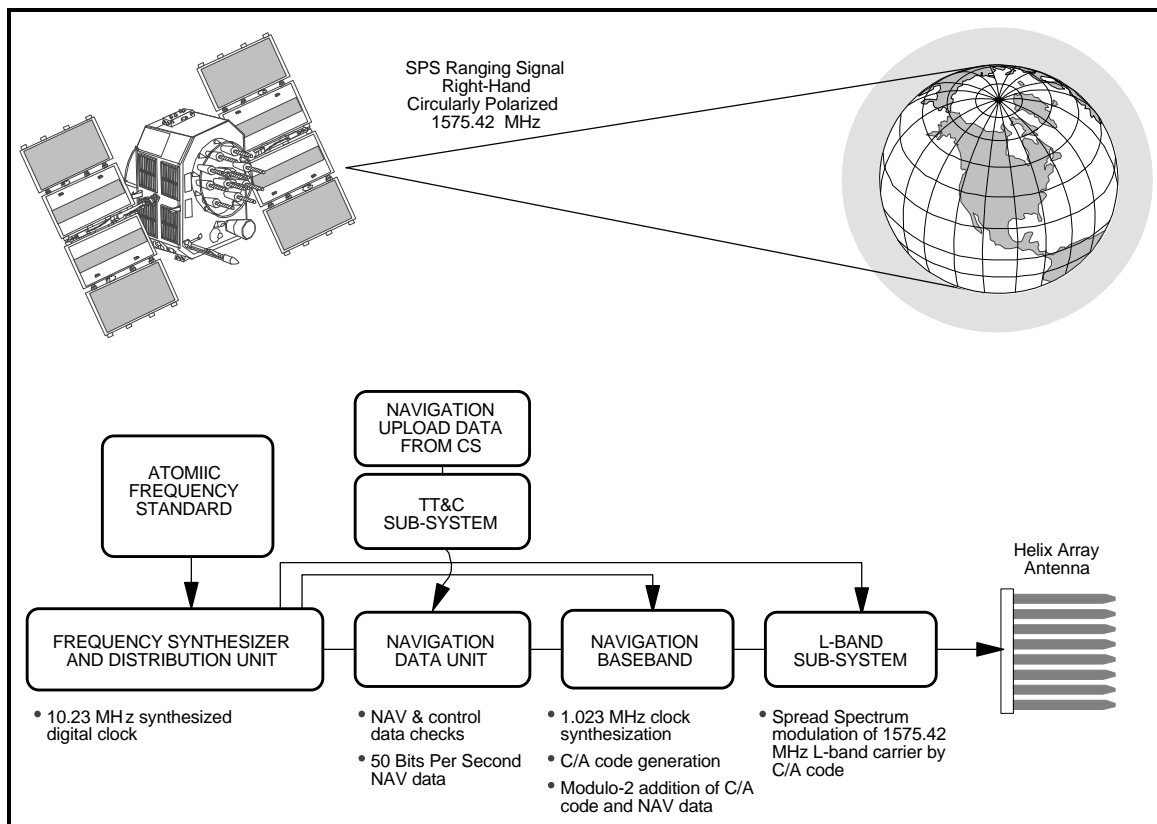 SPS Ranging Signal
Right-Hand
Circularly Polarized
1575.42 MHz
NAVIGATION
UPLOAD DATA
FROM CS
ATOMIIC
FREQUENCY
STANDARD
TT&C
SUB-SYSTEM
Helix Array
Antenna
FREQUENCY SYNTHESIZER
AND DISTRIBUTION UNIT
NAVIGATION
DATA UNIT
NAVIGATION
BASEBAND
L-BAND
SUB-SYSTEM
• 10.23 MHz synthesized
digital clock
• NAV & control
data checks
• 50 Bits Per Second
NAV data
• 1.023 MHz clock
synthesization
• C/A code generation
• Modulo-2 addition of C/A
code and NAV data
• Spread Spectrum
modulation of 1575.42
MHz L-band carrier by
C/A code